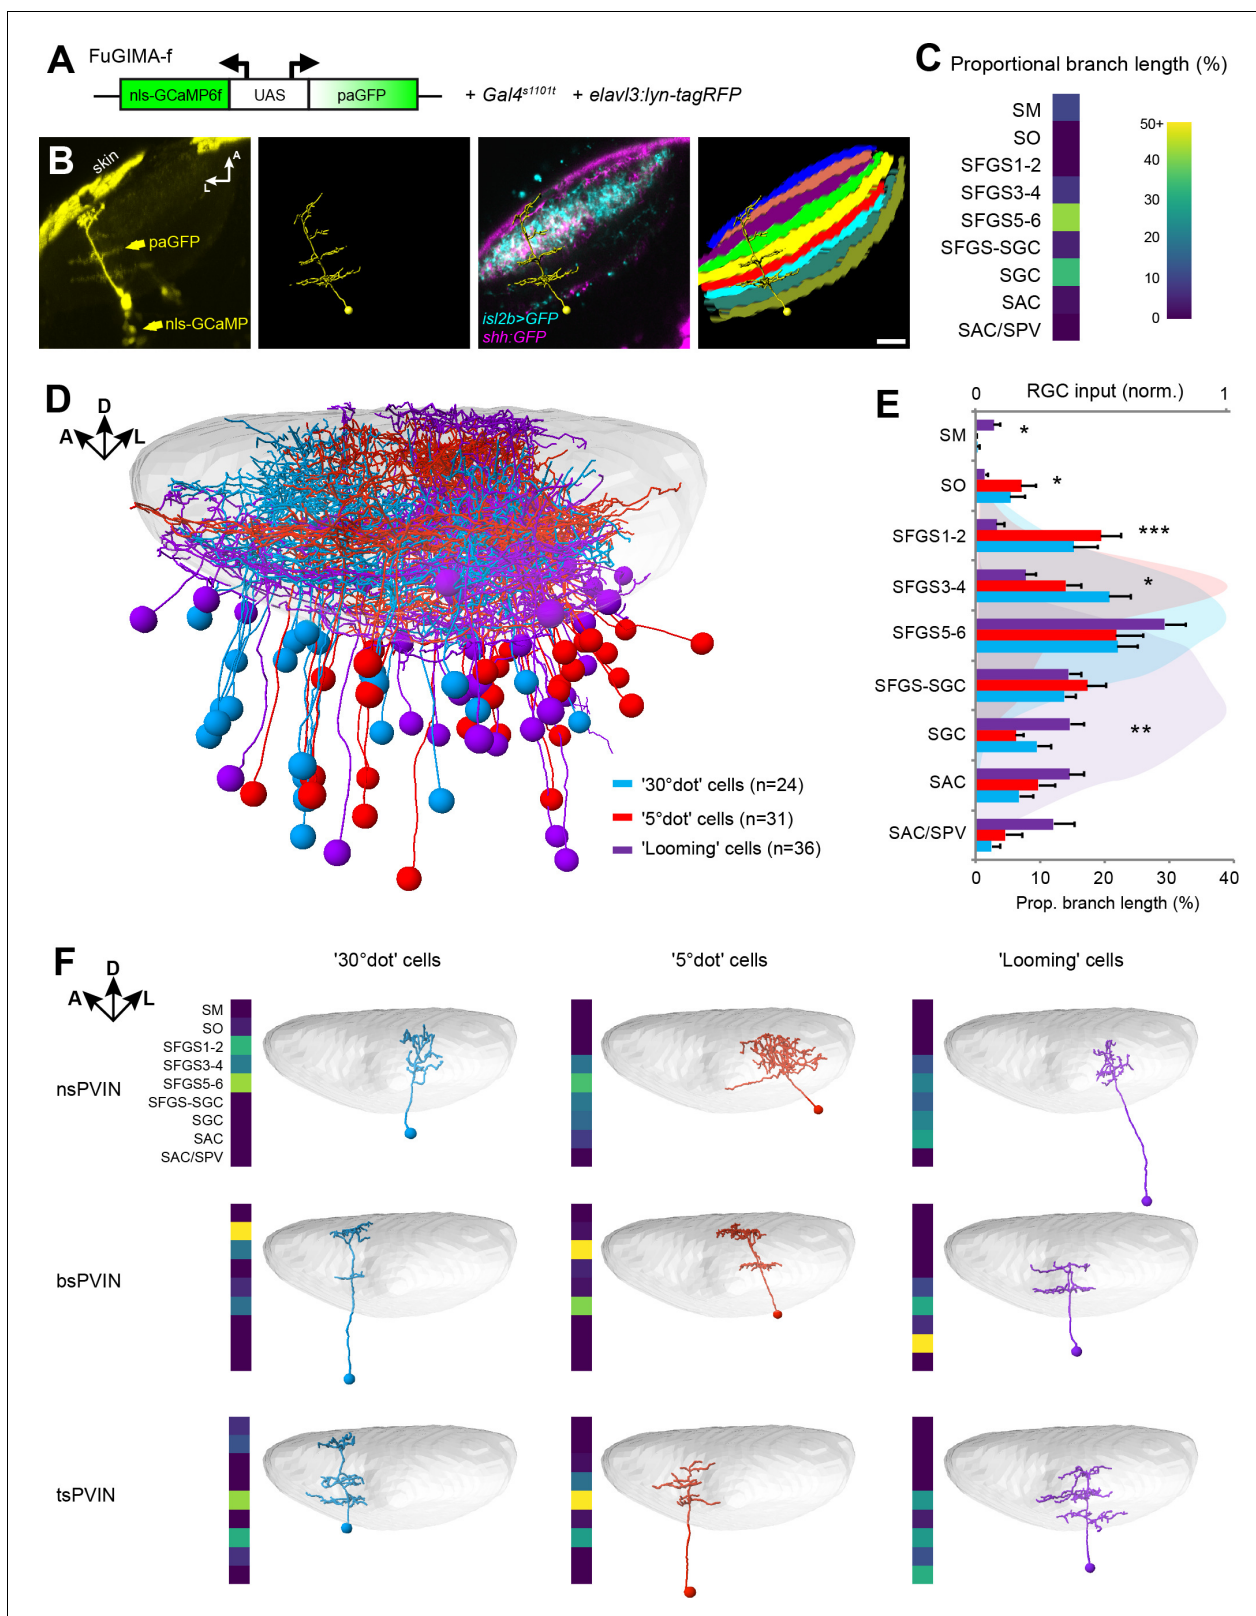 A
FuGIMA-f
nls-GCaMP6f
UAS
paGFP
+ Gal4s1101t + elavl3:lyn-tagRFP
B
skin
A
L
paGFP
nls-GCaMP
isl2b>GFP
shh:GFP
C
Proportional branch length (%)
SM
SO
SFGS1-2
SFGS3-4
SFGS5-6
SFGS-SGC
SGC
SAC
SAC/SPV
50+
40
30
20
10
0
D
D
A
L
'30°dot' cells (n=24)
'5°dot' cells (n=31)
'Looming' cells (n=36)
E
0 RGC input (norm.) 1
SM *
SO *
SFGS1-2 ***
SFGS3-4 *
SFGS5-6
SFGS-SGC
SGC **
SAC
SAC/SPV
0 10 20 30 40
Prop. branch length (%)
F
D
A
L
'30°dot' cells
'5°dot' cells
'Looming' cells
SM
SO
SFGS1-2
SFGS3-4
SFGS5-6
SFGS-SGC
SGC
SAC
SAC/SPV
nsPVIN
bsPVIN
tsPVIN